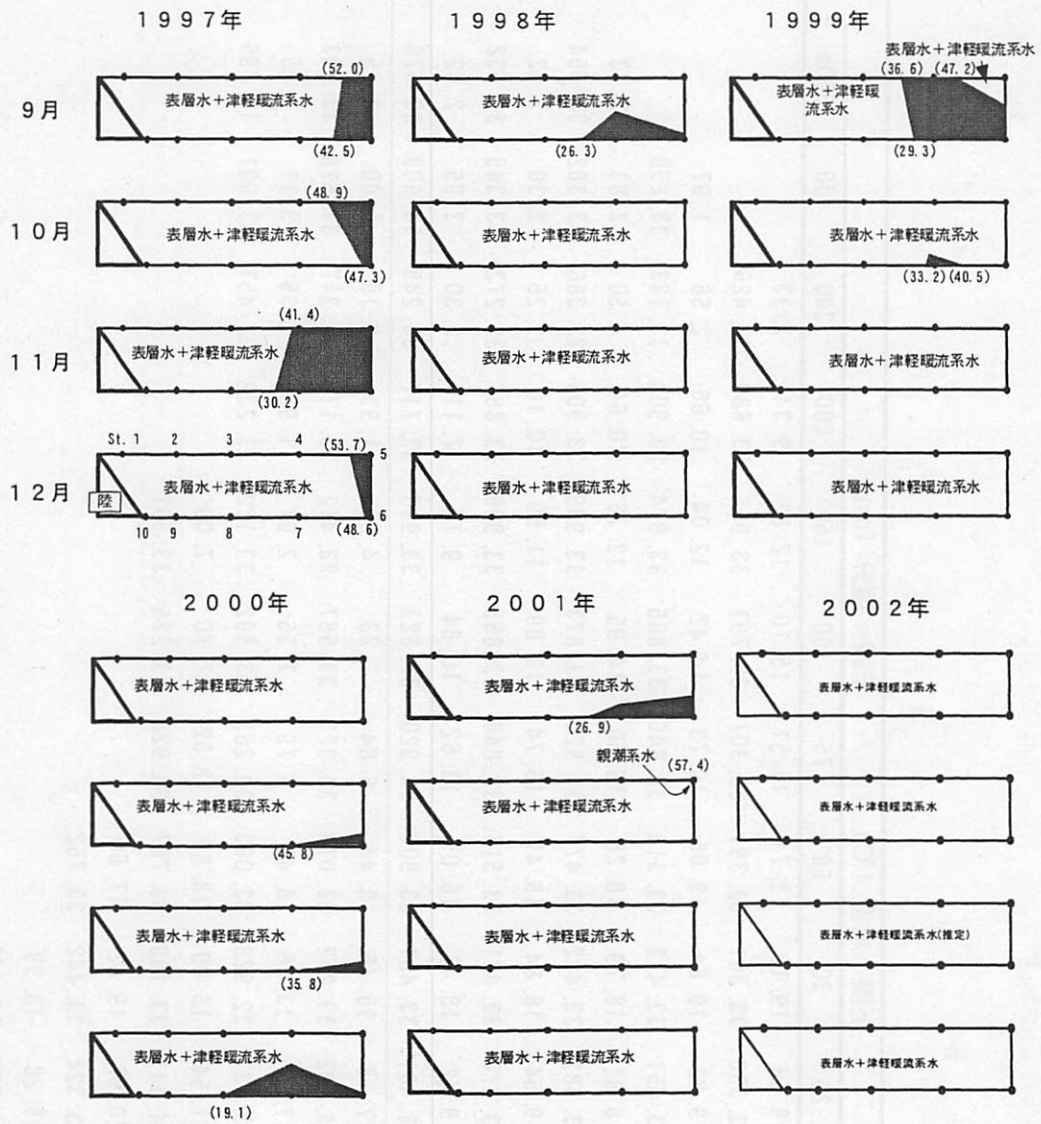 1997年
1998年
1999年
9月
(52.0)
表層水＋津軽暖流系水
(42.5)
表層水＋津軽暖流系水
(26.3)
表層水＋津軽暖流系水
(36.6) (47.2)
表層水＋津軽暖
流系水
(29.3)
10月
(48.9)
表層水＋津軽暖流系水
(47.3)
表層水＋津軽暖流系水
表層水＋津軽暖流系水
(33.2)(40.5)
11月
(41.4)
表層水＋津軽暖流系水
(30.2)
表層水＋津軽暖流系水
表層水＋津軽暖流系水
12月
St. 1 2 3 4 (53.7) 5
表層水＋津軽暖流系水
陸
6
10 9 8 7 (48.6)
表層水＋津軽暖流系水
表層水＋津軽暖流系水
2000年
2001年
2002年
表層水＋津軽暖流系水
表層水＋津軽暖流系水
(26.9)
表層水＋津軽暖流系水
表層水＋津軽暖流系水
(45.8)
親潮系水
(57.4)
表層水＋津軽暖流系水
表層水＋津軽暖流系水
表層水＋津軽暖流系水
(35.8)
表層水＋津軽暖流系水
表層水＋津軽暖流系水(推定)
表層水＋津軽暖流系水
(19.1)
表層水＋津軽暖流系水
表層水＋津軽暖流系水